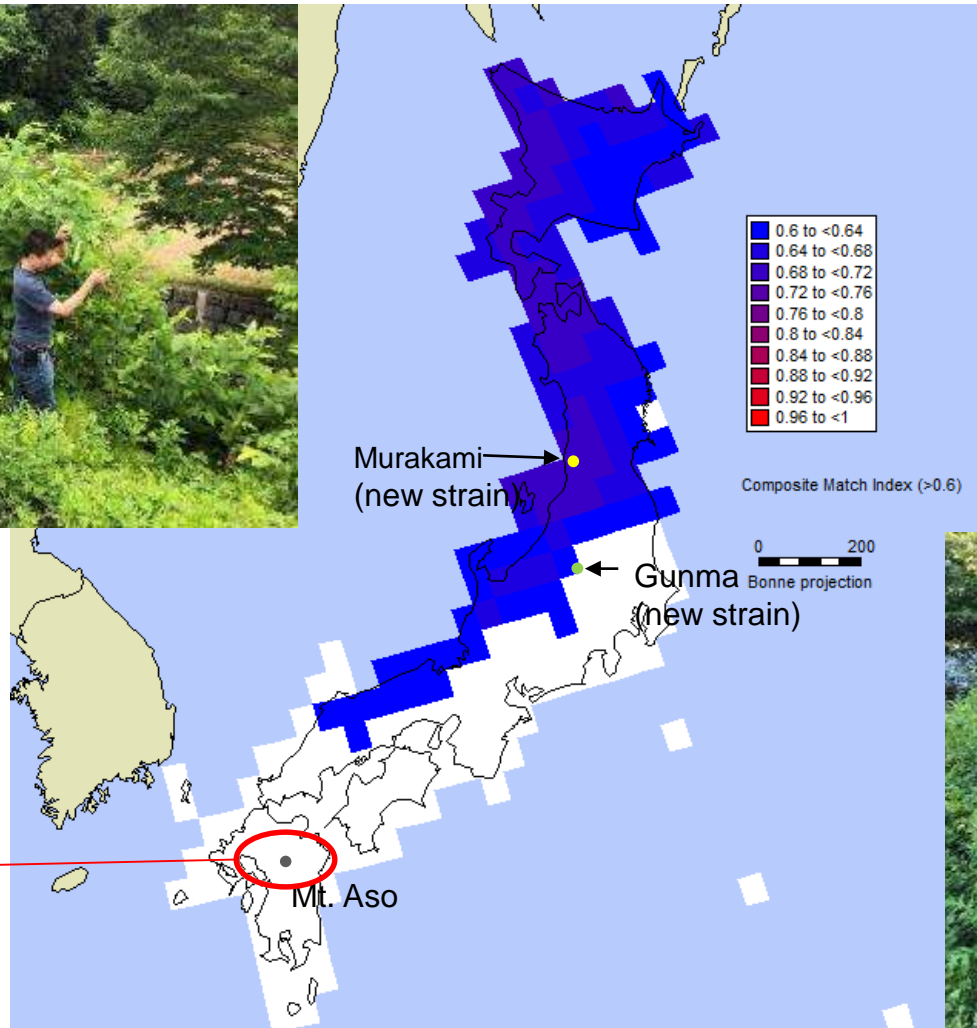 0.6 to <0.64
0.64 to <0.68
0.68 to <0.72
0.72 to <0.76
0.76 to <0.8
0.8 to <0.84
0.84 to <0.88
0.88 to <0.92
0.92 to <0.96
0.96 to <1
Murakami
(new strain)
Composite Match Index (>0.6)
0 200
Bonne projection
Gunma
(new strain)
Mt. Aso